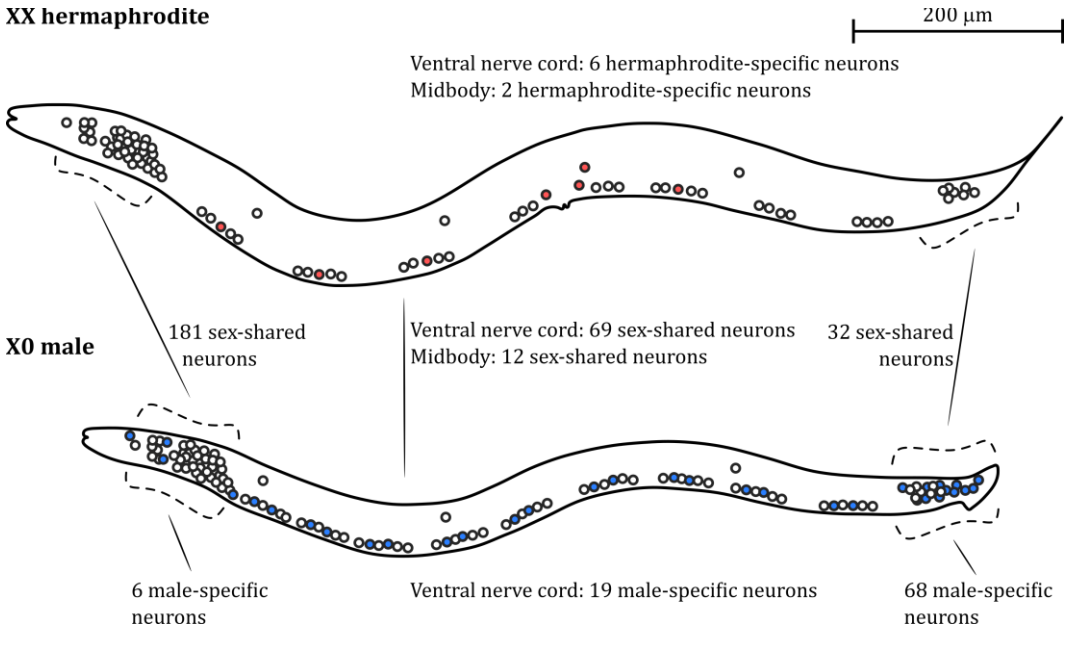 XX hermaphrodite
200 μm
Ventral nerve cord: 6 hermaphrodite-specific neurons
Midbody: 2 hermaphrodite-specific neurons
181 sex-shared
neurons
Ventral nerve cord: 69 sex-shared neurons
Midbody: 12 sex-shared neurons
32 sex-shared
neurons
X0 male
6 male-specific
neurons
Ventral nerve cord: 19 male-specific neurons
68 male-specific
neurons